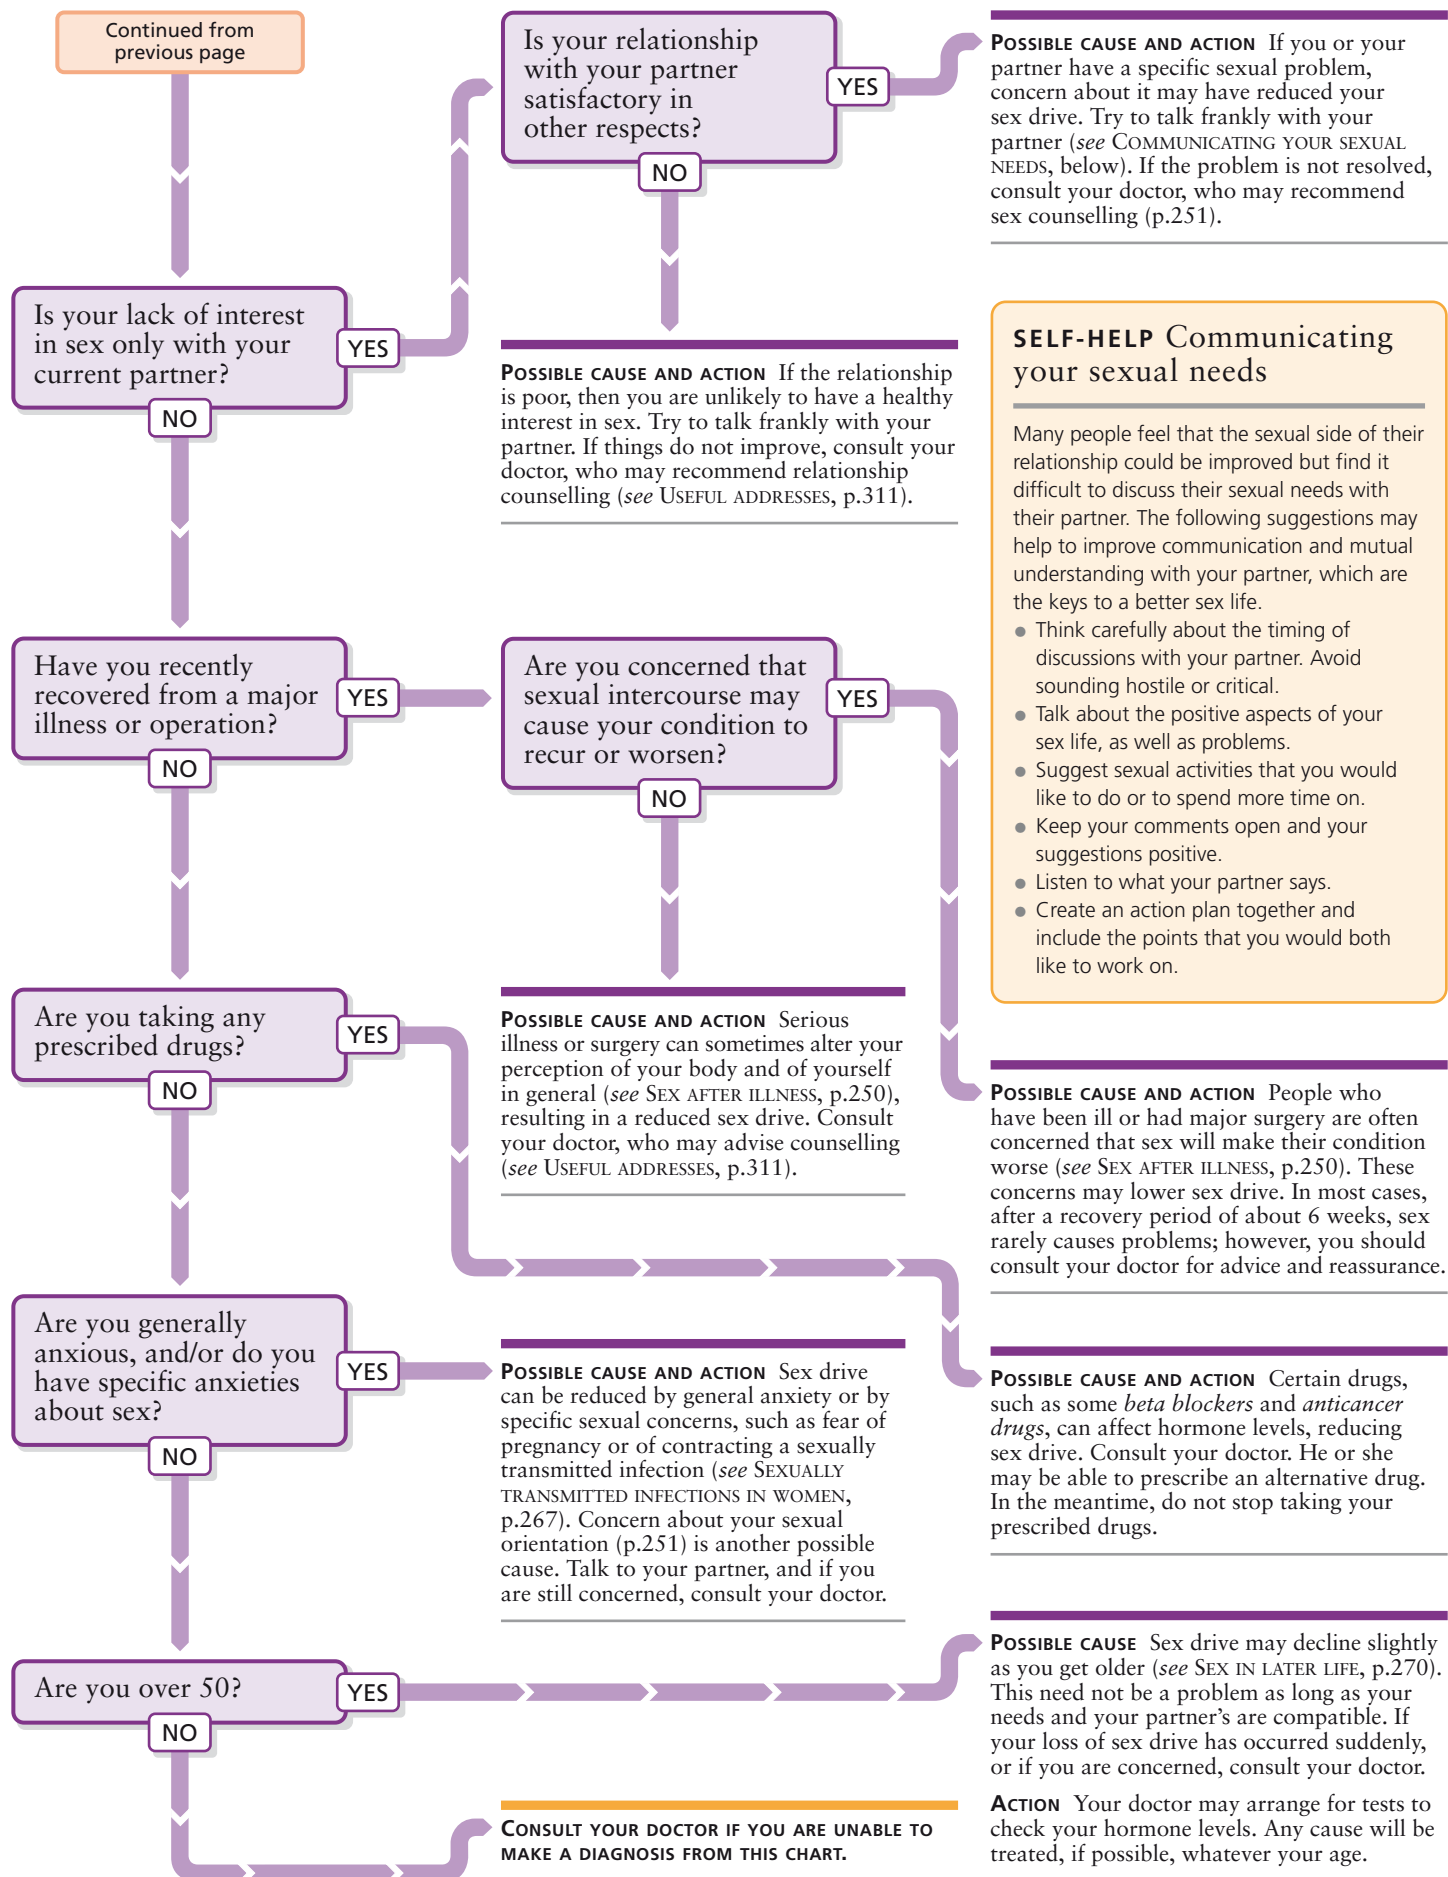 Continued from
previous page
Is your relationship
with your partner
satisfactory in
other respects?
YES
NO
POSSIBLE CAUSE AND ACTION If you or your
partner have a specific sexual problem,
concern about it may have reduced your
sex drive. Try to talk frankly with your
partner (see COMMUNICATING YOUR SEXUAL
NEEDS, below). If the problem is not resolved,
consult your doctor, who may recommend
sex counselling (p.251).
Is your lack of interest
in sex only with your
current partner?
YES
NO
POSSIBLE CAUSE AND ACTION If the relationship
is poor, then you are unlikely to have a healthy
interest in sex. Try to talk frankly with your
partner. If things do not improve, consult your
doctor, who may recommend relationship
counselling (see USEFUL ADDRESSES, p.311).
SELF-HELP Communicating
your sexual needs
Many people feel that the sexual side of their
relationship could be improved but find it
difficult to discuss their sexual needs with
their partner. The following suggestions may
help to improve communication and mutual
understanding with your partner, which are
the keys to a better sex life.
● Think carefully about the timing of
discussions with your partner. Avoid
sounding hostile or critical.
● Talk about the positive aspects of your
sex life, as well as problems.
● Suggest sexual activities that you would
like to do or to spend more time on.
● Keep your comments open and your
suggestions positive.
● Listen to what your partner says.
● Create an action plan together and
include the points that you would both
like to work on.
Have you recently
recovered from a major
illness or operation?
YES
NO
Are you concerned that
sexual intercourse may
cause your condition to
recur or worsen?
YES
NO
Are you taking any
prescribed drugs?
YES
NO
POSSIBLE CAUSE AND ACTION Serious
illness or surgery can sometimes alter your
perception of your body and of yourself
in general (see SEX AFTER ILLNESS, p.250),
resulting in a reduced sex drive. Consult
your doctor, who may advise counselling
(see USEFUL ADDRESSES, p.311).
POSSIBLE CAUSE AND ACTION People who
have been ill or had major surgery are often
concerned that sex will make their condition
worse (see SEX AFTER ILLNESS, p.250). These
concerns may lower sex drive. In most cases,
after a recovery period of about 6 weeks, sex
rarely causes problems; however, you should
consult your doctor for advice and reassurance.
Are you generally
anxious, and/or do you
have specific anxieties
about sex?
YES
NO
POSSIBLE CAUSE AND ACTION Sex drive
can be reduced by general anxiety or by
specific sexual concerns, such as fear of
pregnancy or of contracting a sexually
transmitted infection (see SEXUALLY
TRANSMITTED INFECTIONS IN WOMEN,
p.267). Concern about your sexual
orientation (p.251) is another possible
cause. Talk to your partner, and if you
are still concerned, consult your doctor.
POSSIBLE CAUSE AND ACTION Certain drugs,
such as some beta blockers and anticancer
drugs, can affect hormone levels, reducing
sex drive. Consult your doctor. He or she
may be able to prescribe an alternative drug.
In the meantime, do not stop taking your
prescribed drugs.
Are you over 50?
YES
NO
POSSIBLE CAUSE Sex drive may decline slightly
as you get older (see SEX IN LATER LIFE, p.270).
This need not be a problem as long as your
needs and your partner's are compatible. If
your loss of sex drive has occurred suddenly,
or if you are concerned, consult your doctor.
ACTION Your doctor may arrange for tests to
check your hormone levels. Any cause will be
treated, if possible, whatever your age.
CONSULT YOUR DOCTOR IF YOU ARE UNABLE TO
MAKE A DIAGNOSIS FROM THIS CHART.